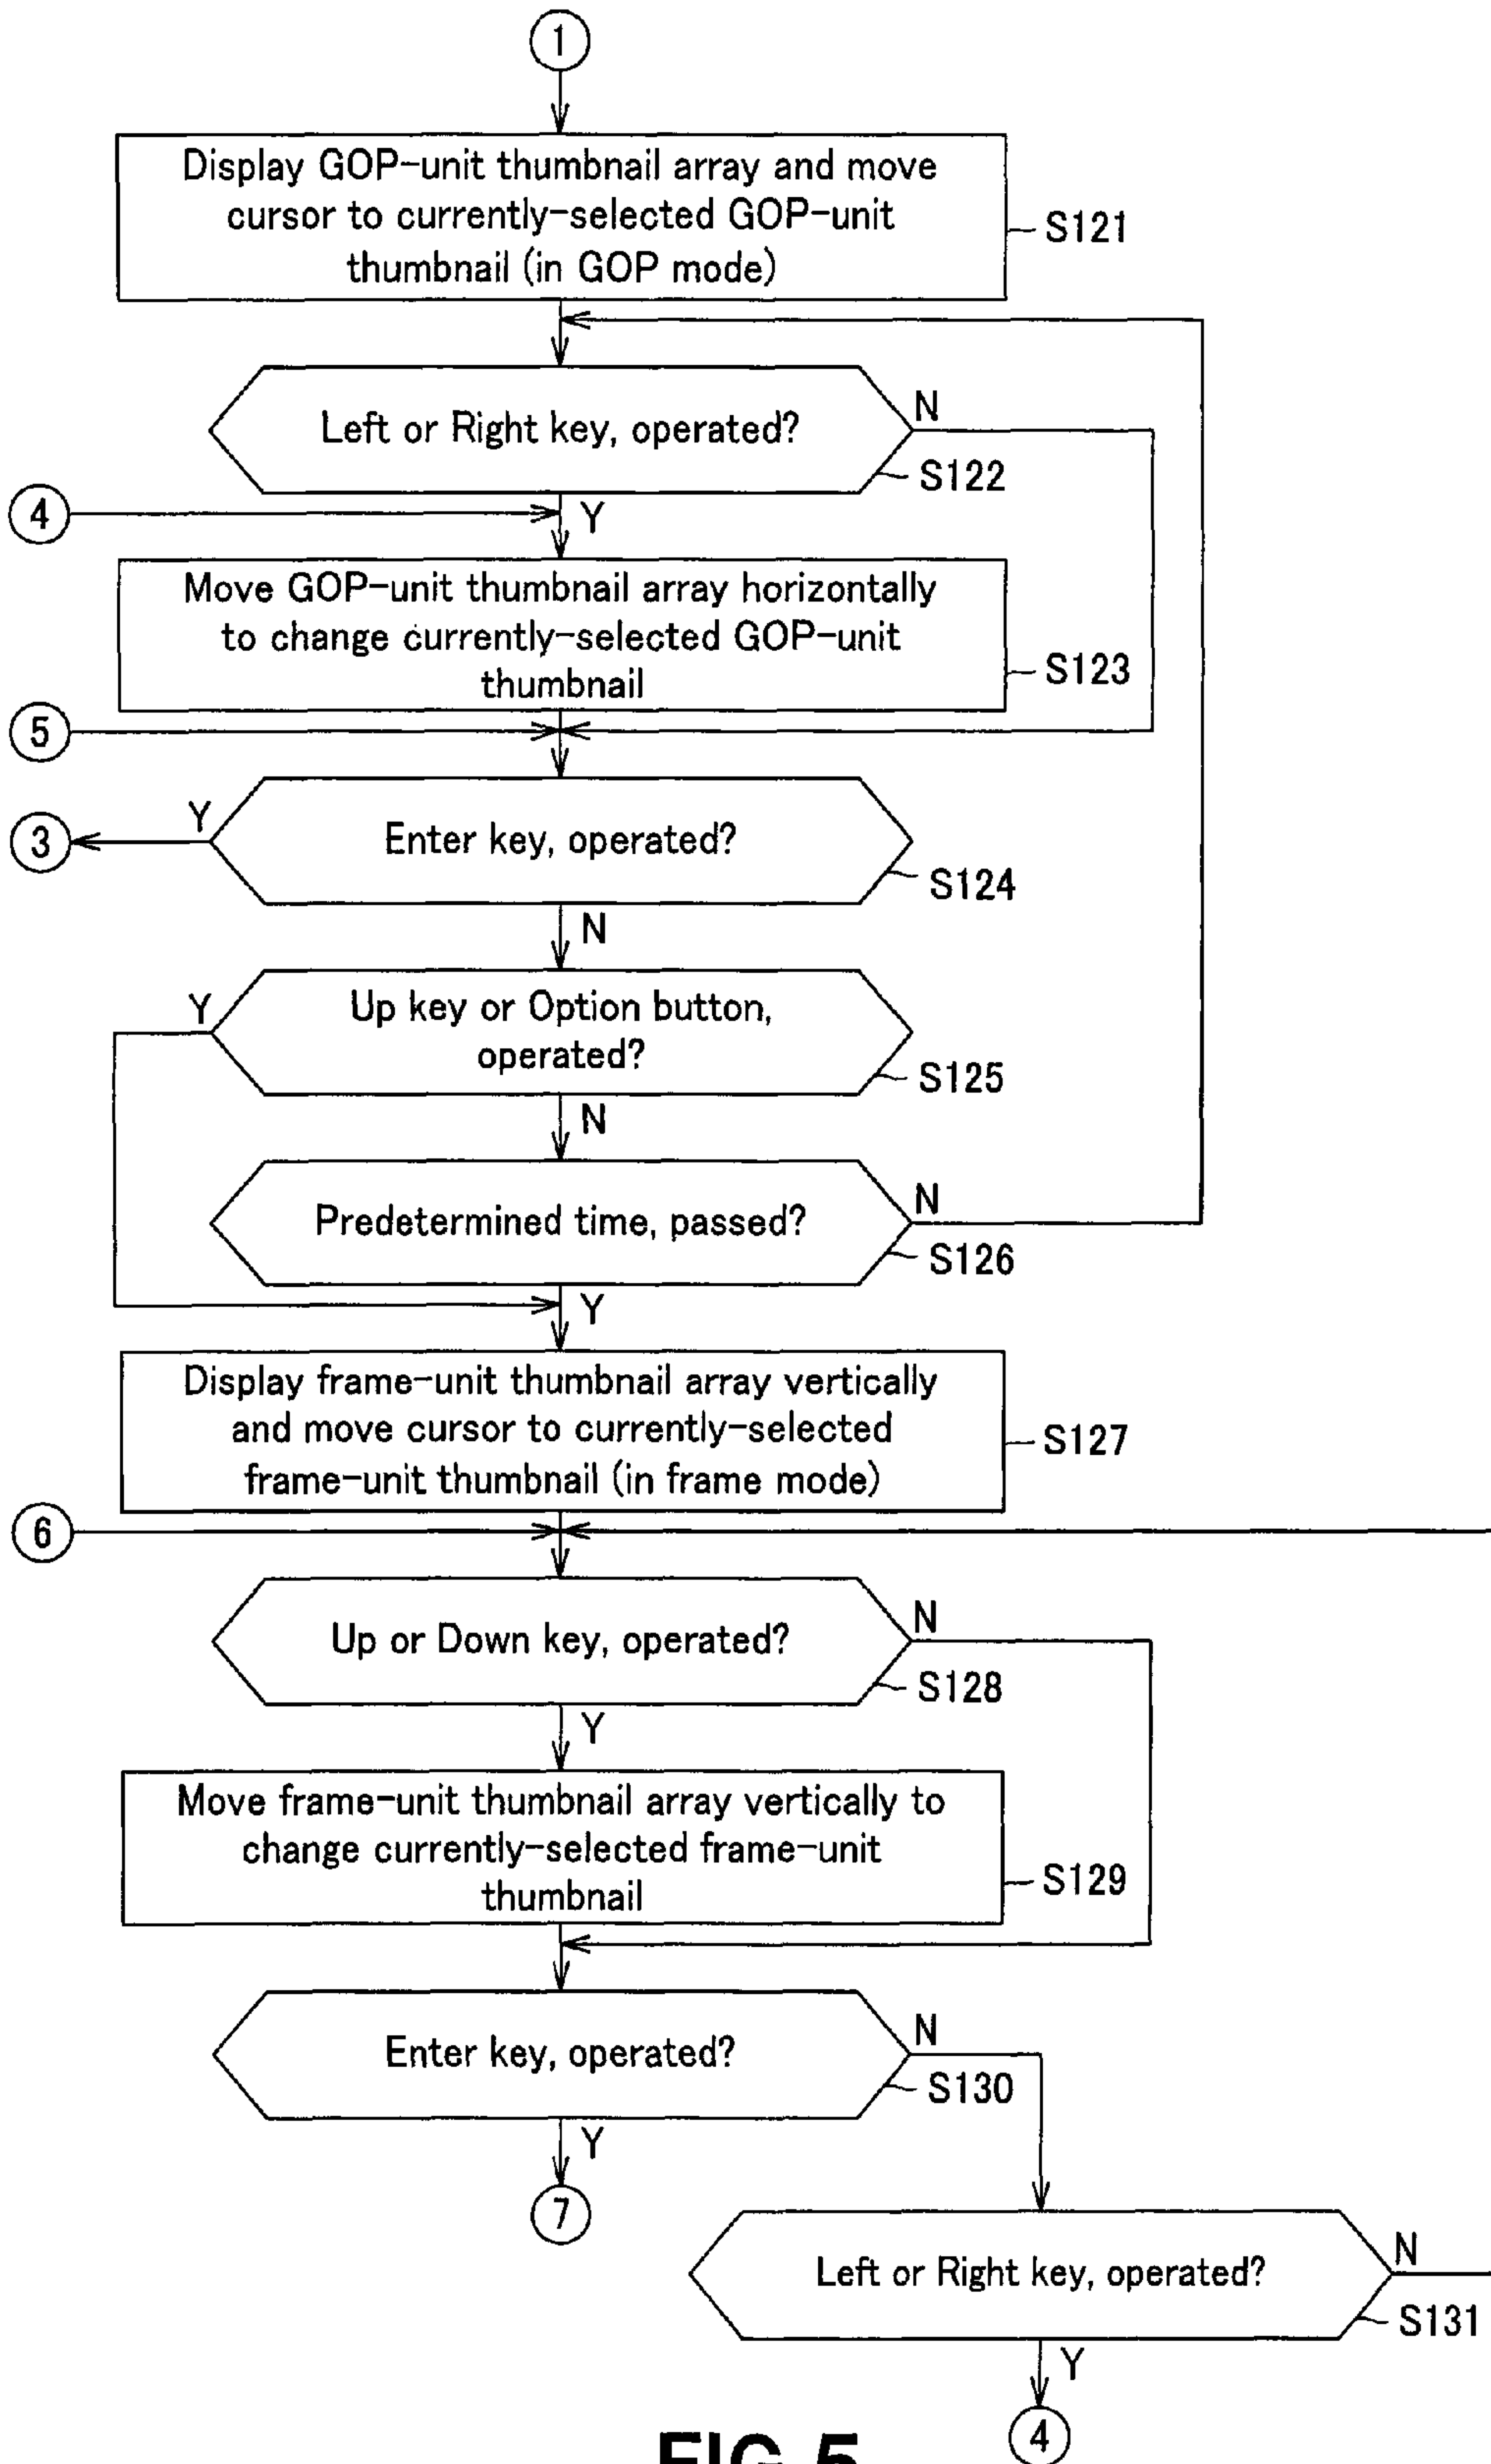 1
Display GOP-unit thumbnail array and move
cursor to currently-selected GOP-unit
thumbnail (in GOP mode)
S121
Left or Right key, operated?
N
S122
4
Y
Move GOP-unit thumbnail array horizontally
to change currently-selected GOP-unit
thumbnail
S123
5
Y
3
Enter key, operated?
S124
N
Y
Up key or Option button,
operated?
S125
N
Predetermined time, passed?
N
S126
Y
Display frame-unit thumbnail array vertically
and move cursor to currently-selected
frame-unit thumbnail (in frame mode)
S127
6
Up or Down key, operated?
N
S128
Y
Move frame-unit thumbnail array vertically to
change currently-selected frame-unit
thumbnail
S129
Enter key, operated?
N
S130
Y
7
Left or Right key, operated?
N
S131
Y
4
FIG.5